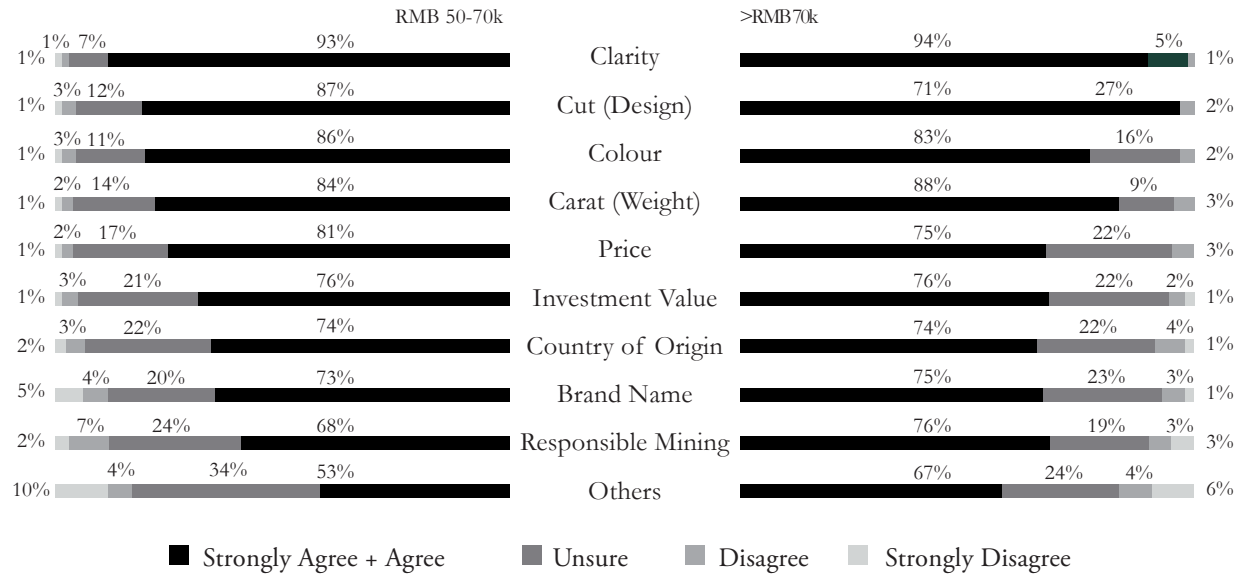 RMB 50-70k >RMB70k
1% 7% 93% 94% 5%
1% Clarity 1%
3% 12% 87% 71% 27%
1% Cut (Design) 2%
3% 11% 86% 83% 16%
1% Colour 2%
2% 14% 84% 88% 9%
1% Carat (Weight) 3%
2% 17% 81% 75% 22%
1% Price 3%
3% 21% 76% 76% 22% 2%
1% Investment Value 1%
3% 22% 74% 74% 22% 4%
2% Country of Origin 1%
4% 20% 73% 75% 23% 3%
5% Brand Name 1%
7% 24% 68% 76% 19% 3%
2% Responsible Mining 3%
4% 34% 53% 67% 24% 4%
10% Others 6%
Strongly Agree + Agree Unsure Disagree Strongly Disagree